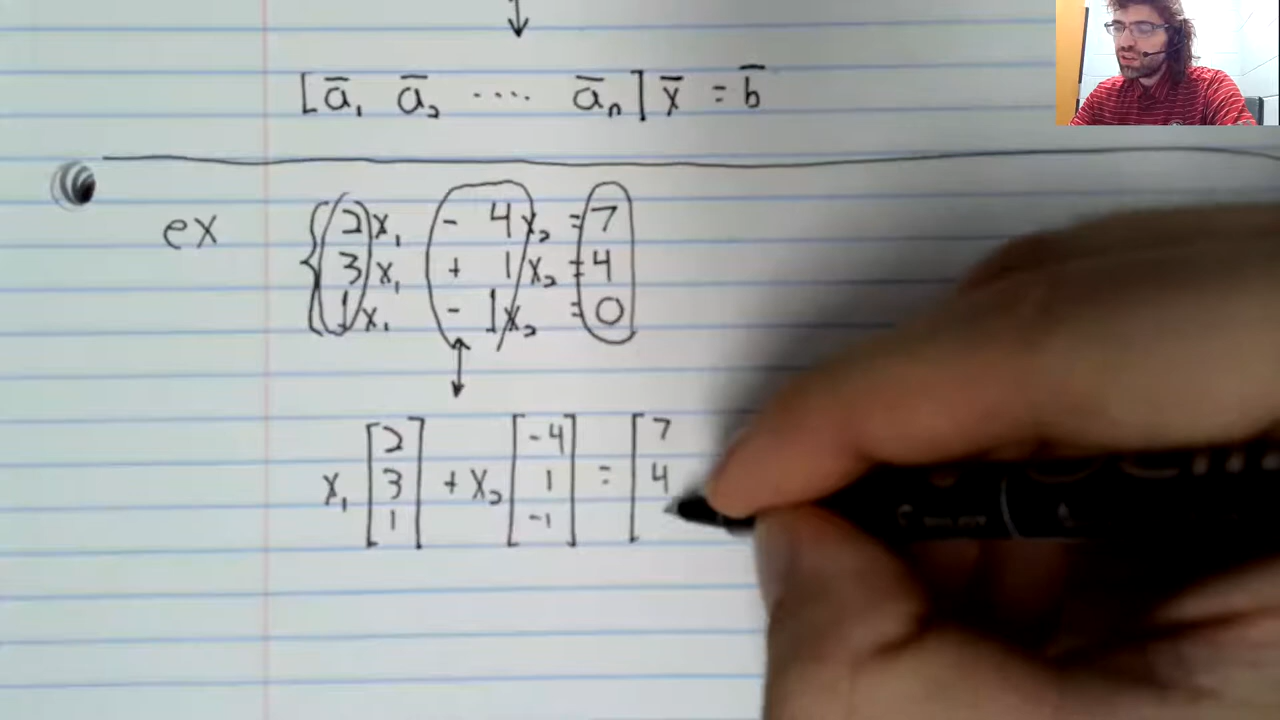 [ā₁ ā₂ ···· āₙ] x̄ = b̄
ex { 2x₁ - 4x₂ = 7
3x₁ + 1x₂ = 4
1x₁ - 1x₂ = 0
x₁ [2 3 1] + x₂ [-4 1 -1] = [7 4